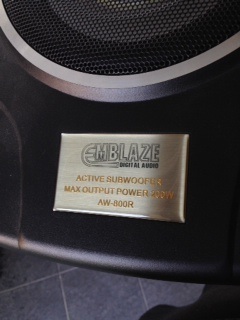 EMBLAZE
DIGITAL AUDIO
ACTIVE SUBWOOFER
MAX OUTPUT POWER
AW-800R